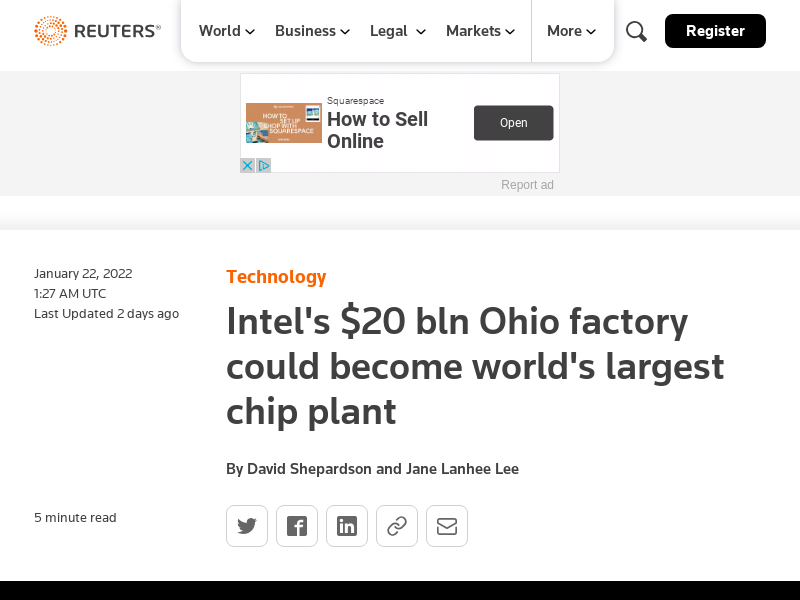 REUTERS®
World
Business
Legal
Markets
More
Register
Squarespace
How to Sell
Online
Open
HOW TO
SET UP
SHOP WITH
SQUARESPACE
Report ad
January 22, 2022
1:27 AM UTC
Last Updated 2 days ago
Technology
Intel's $20 bln Ohio factory
could become world's largest
chip plant
By David Shepardson and Jane Lanhee Lee
5 minute read